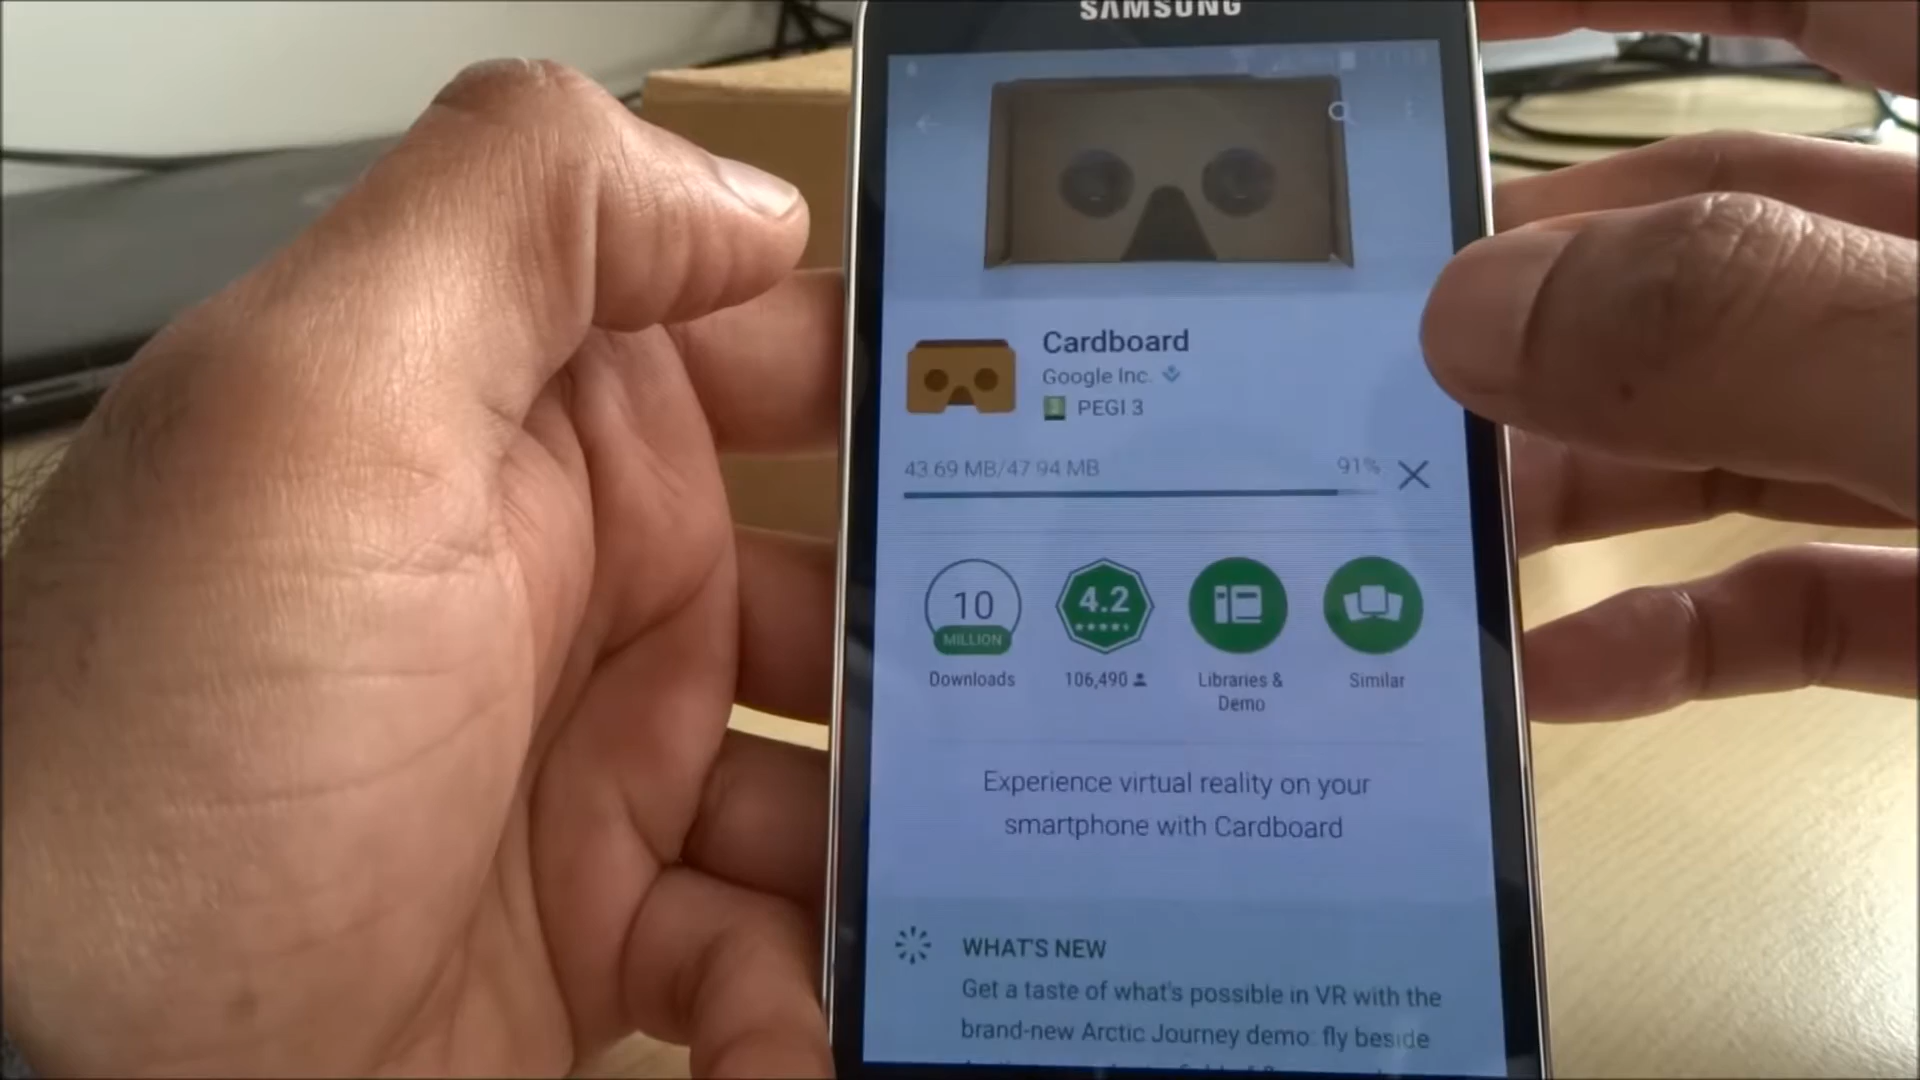 SAMSUNG
Cardboard
Google Inc.
PEGI 3
43.69 MB/47.94 MB
91%
10
MILLION
Downloads
4.2
106,490
Libraries &
Demo
Similar
Experience virtual reality on your
smartphone with Cardboard
WHAT'S NEW
Get a taste of what's possible in VR with the
brand-new Arctic Journey demo: fly beside